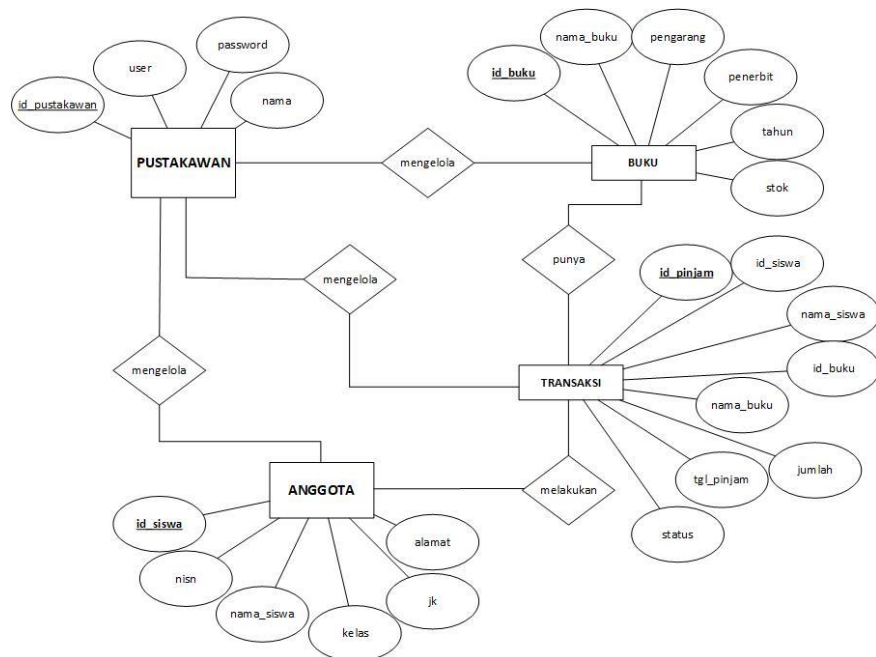 password
user
id_pustakawan
nama
PUSTAKAWAN
mengelola
nama_buku
pengarang
id_buku
penerbit
tahun
stok
BUKU
punya
mengelola
mengelola
id_pinjam
id_siswa
nama_siswa
id_buku
nama_buku
jumlah
tgl_pinjam
status
TRANSAKSI
melakukan
ANGGOTA
id_siswa
nisn
nama_siswa
kelas
jk
alamat